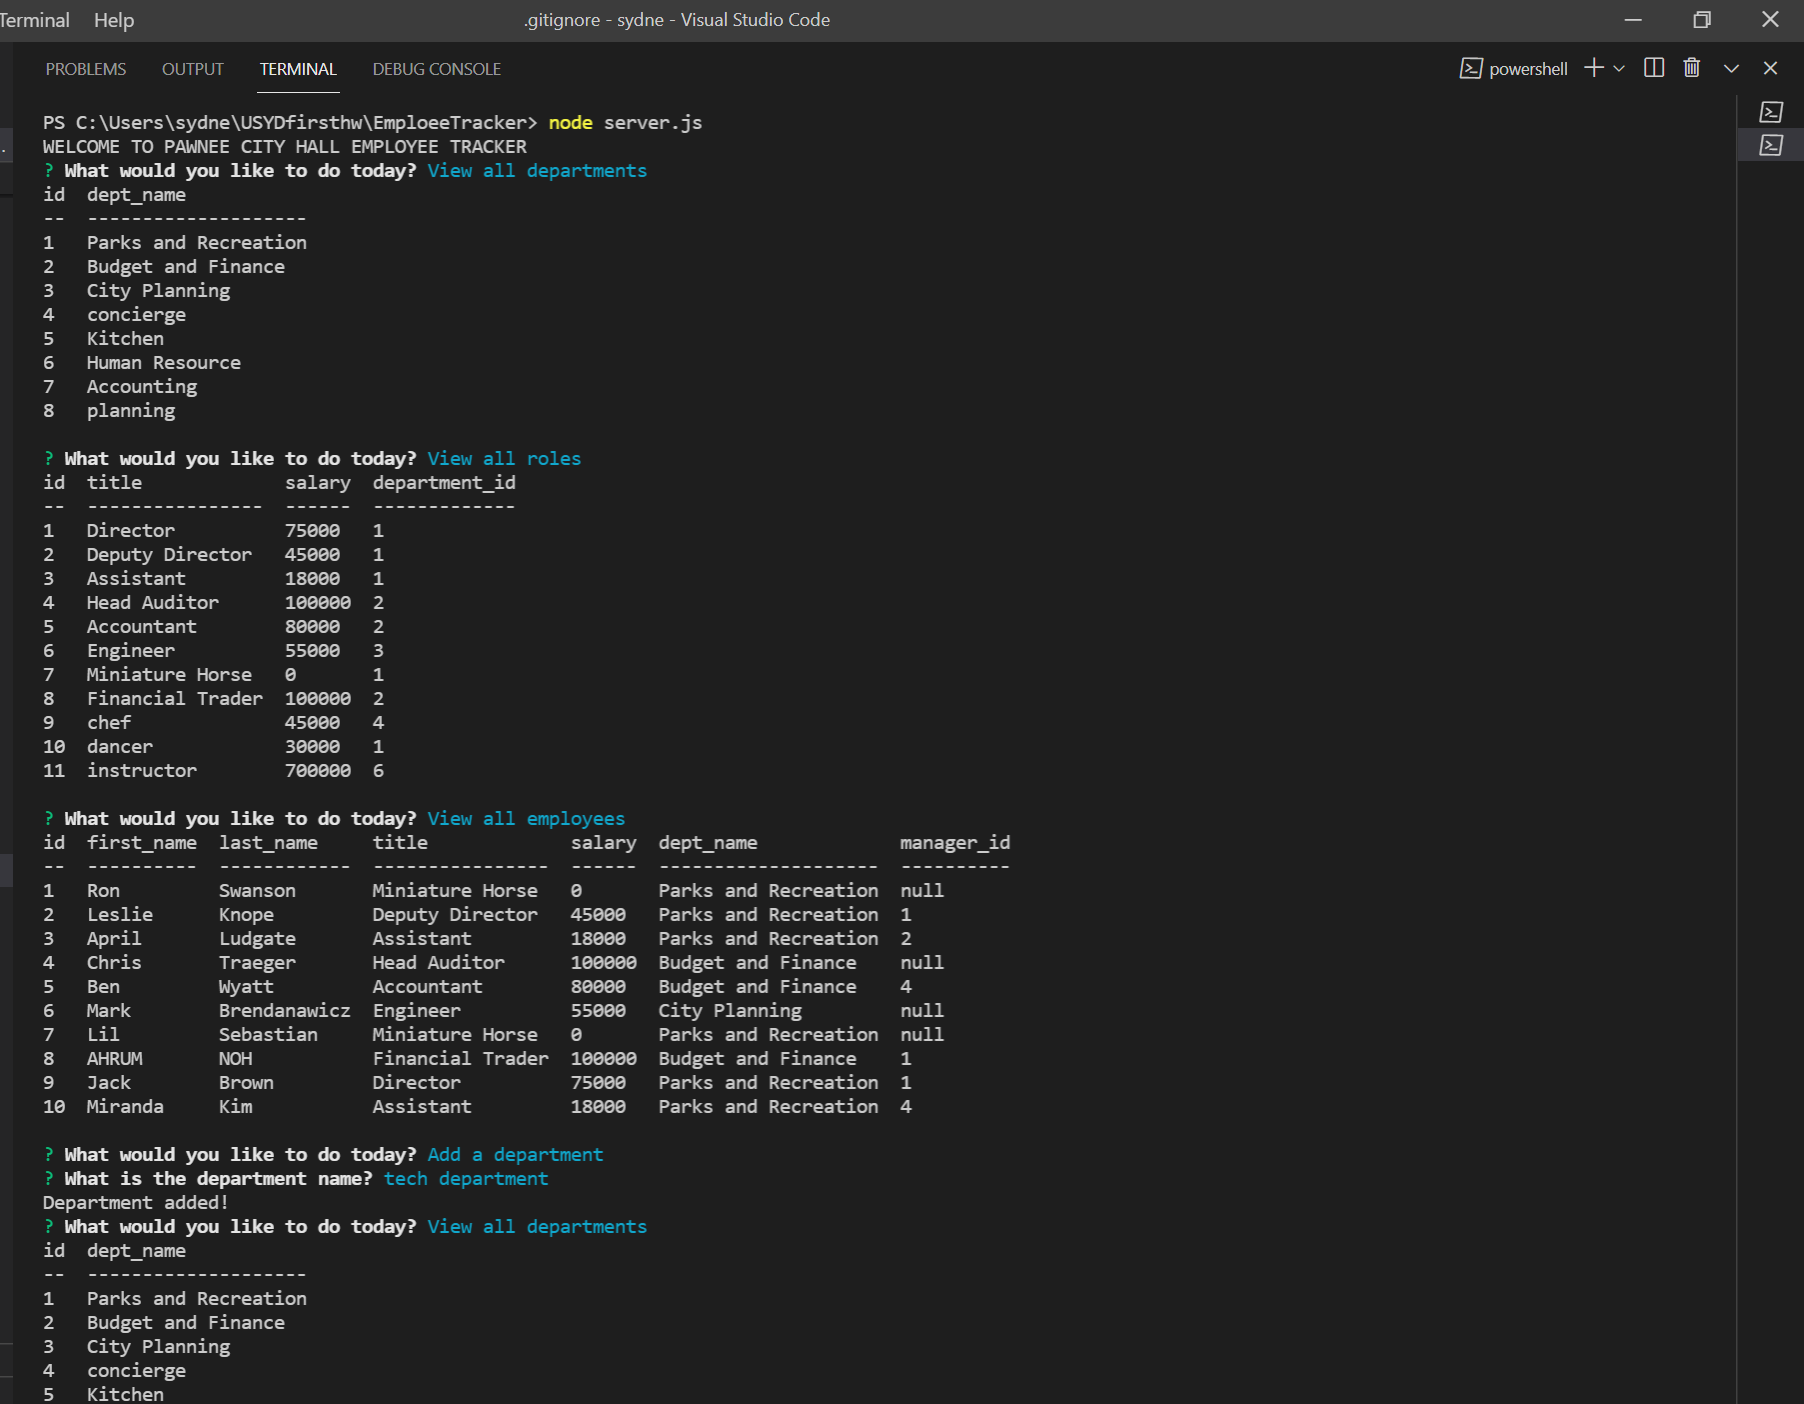 Terminal Help .gitignore - sydne - Visual Studio Code
PROBLEMS OUTPUT TERMINAL DEBUG CONSOLE powershell
PS C:\Users\sydne\USYDfirsthw\EmploeeTracker> node server.js
WELCOME TO PAWNEE CITY HALL EMPLOYEE TRACKER
? What would you like to do today? View all departments
id  dept_name
--  --------------------
1   Parks and Recreation
2   Budget and Finance
3   City Planning
4   concierge
5   Kitchen
6   Human Resource
7   Accounting
8   planning
? What would you like to do today? View all roles
id  title             salary  department_id
--  ----------------  ------  -------------
1   Director          75000   1
2   Deputy Director   45000   1
3   Assistant         18000   1
4   Head Auditor      100000  2
5   Accountant        80000   2
6   Engineer          55000   3
7   Miniature Horse   0       1
8   Financial Trader  100000  2
9   chef              45000   4
10  dancer            30000   1
11  instructor        700000  6
? What would you like to do today? View all employees
id  first_name  last_name     title             salary  dept_name             manager_id
--  ----------  ------------  ----------------  ------  --------------------  ----------
1   Ron         Swanson       Miniature Horse   0       Parks and Recreation  null
2   Leslie      Knope         Deputy Director   45000   Parks and Recreation  1
3   April       Ludgate       Assistant         18000   Parks and Recreation  2
4   Chris       Traeger       Head Auditor      100000  Budget and Finance    null
5   Ben         Wyatt         Accountant        80000   Budget and Finance    4
6   Mark        Brendanawicz  Engineer          55000   City Planning         null
7   Lil         Sebastian     Miniature Horse   0       Parks and Recreation  null
8   AHRUM       NOH           Financial Trader  100000  Budget and Finance    1
9   Jack        Brown         Director          75000   Parks and Recreation  1
10  Miranda     Kim           Assistant         18000   Parks and Recreation  4
? What would you like to do today? Add a department
? What is the department name? tech department
Department added!
? What would you like to do today? View all departments
id  dept_name
--  --------------------
1   Parks and Recreation
2   Budget and Finance
3   City Planning
4   concierge
5   Kitchen